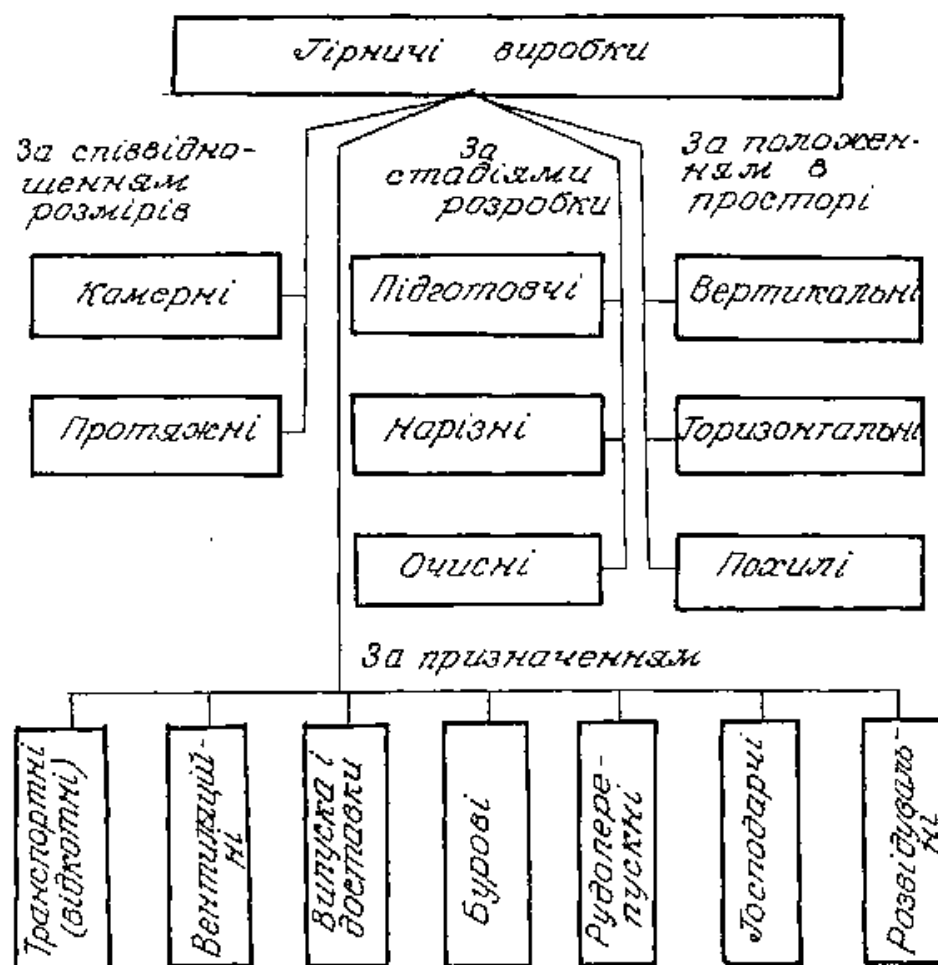 Гірничі виробки
За співвідно-
шенням
розмірів
За
стадіями
розробки
За положен-
ням в
просторі
Камерні
Підготовчі
Вертикальні
Протяжні
Нарізні
Горизонтальні
Очисні
Похилі
За призначенням
Транспортні
(відкотні)
Вентиляцій-
ні
Випуска і
доставки
Бурові
Рудопере-
пускні
Господарчі
Розвідуваль-
ні